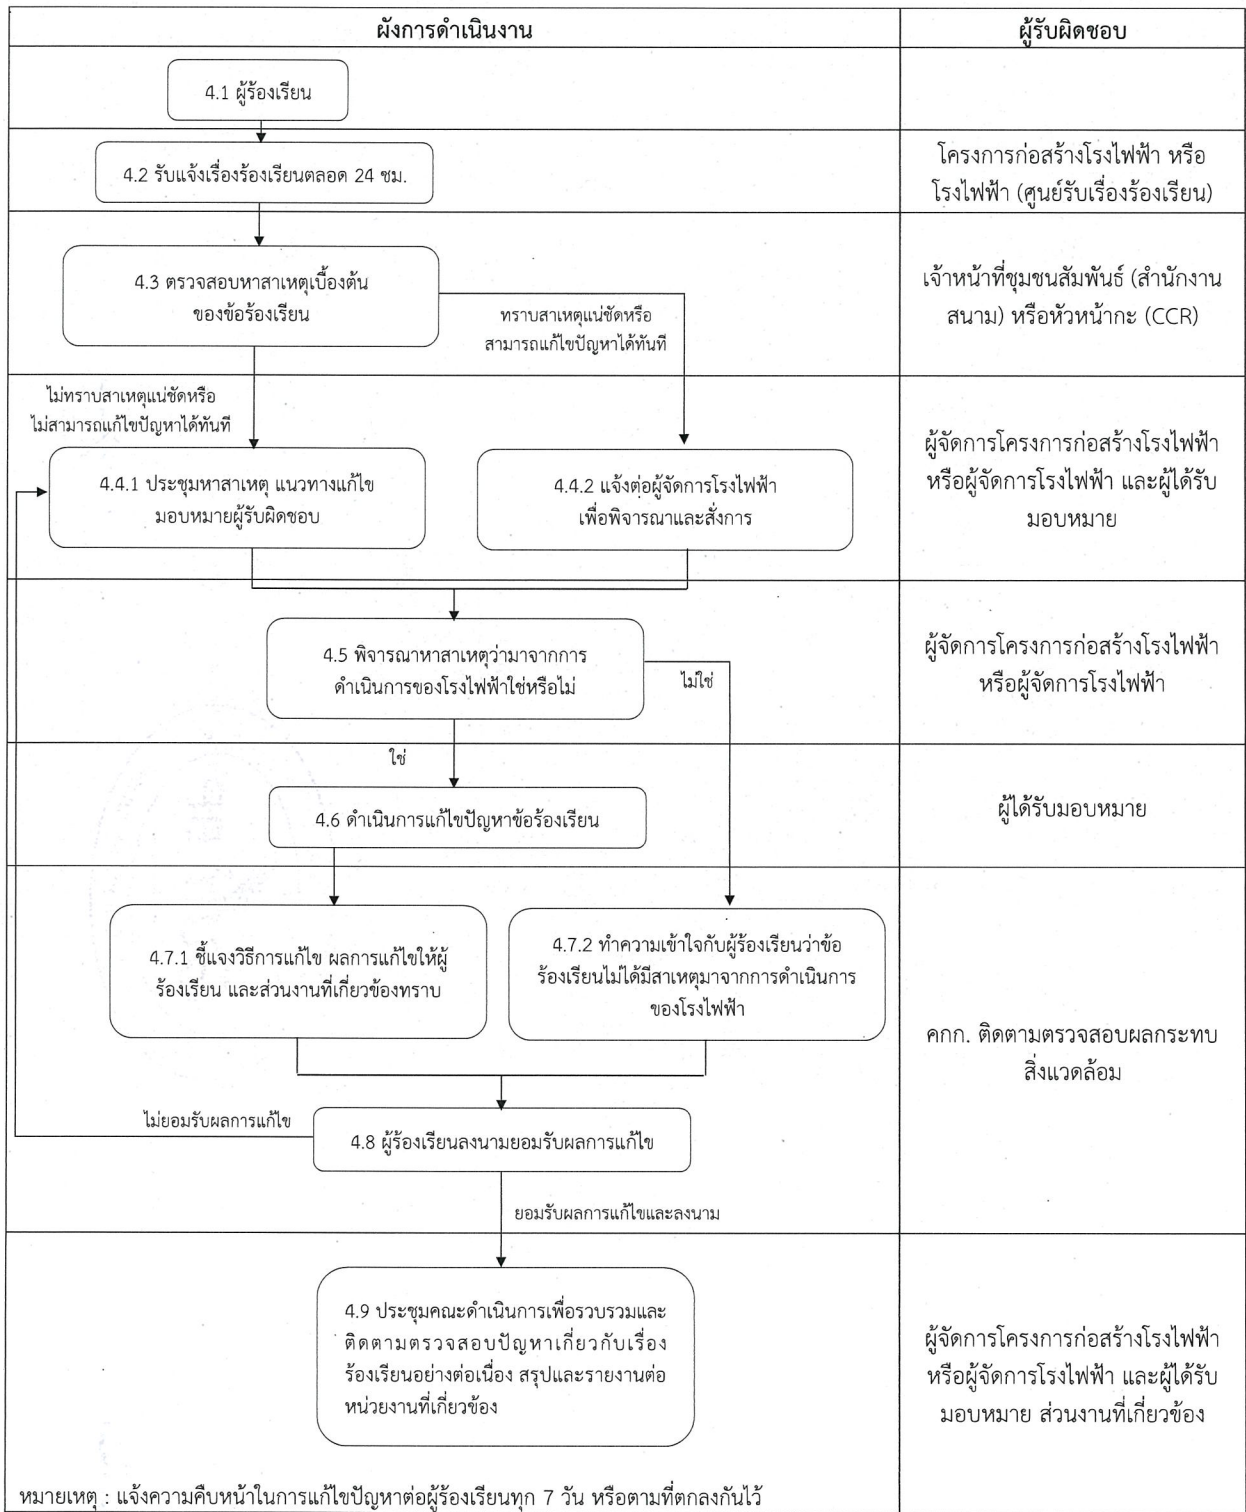 ผังการดำเนินงาน
ผู้รับผิดชอบ
4.1 ผู้ร้องเรียน
4.2 รับแจ้งเรื่องร้องเรียนตลอด 24 ชม.
โครงการก่อสร้างโรงไฟฟ้า หรือ
โรงไฟฟ้า (ศูนย์รับเรื่องร้องเรียน)
4.3 ตรวจสอบหาสาเหตุเบื้องต้น
ของข้อร้องเรียน
ทราบสาเหตุแน่ชัดหรือ
สามารถแก้ไขปัญหาได้ทันที
เจ้าหน้าที่ชุมชนสัมพันธ์ (สำนักงาน
สนาม) หรือหัวหน้ากะ (CCR)
ไม่ทราบสาเหตุแน่ชัดหรือ
ไม่สามารถแก้ไขปัญหาได้ทันที
4.4.1 ประชุมหาสาเหตุ แนวทางแก้ไข
มอบหมายผู้รับผิดชอบ
4.4.2 แจ้งต่อผู้จัดการโรงไฟฟ้า
เพื่อพิจารณาและสั่งการ
ผู้จัดการโครงการก่อสร้างโรงไฟฟ้า
หรือผู้จัดการโรงไฟฟ้า และผู้ได้รับ
มอบหมาย
4.5 พิจารณาหาสาเหตุว่ามาจากการ
ดำเนินการของโรงไฟฟ้าใช่หรือไม่
ไม่ใช่
ผู้จัดการโครงการก่อสร้างโรงไฟฟ้า
หรือผู้จัดการโรงไฟฟ้า
ใช่
4.6 ดำเนินการแก้ไขปัญหาข้อร้องเรียน
ผู้ได้รับมอบหมาย
4.7.1 ชี้แจงวิธีการแก้ไข ผลการแก้ไขให้ผู้
ร้องเรียน และส่วนงานที่เกี่ยวข้องทราบ
4.7.2 ทำความเข้าใจกับผู้ร้องเรียนว่าข้อ
ร้องเรียนไม่ได้มีสาเหตุมาจากการดำเนินการ
ของโรงไฟฟ้า
คกก. ติดตามตรวจสอบผลกระทบ
สิ่งแวดล้อม
ไม่ยอมรับผลการแก้ไข
4.8 ผู้ร้องเรียนลงนามยอมรับผลการแก้ไข
ยอมรับผลการแก้ไขและลงนาม
4.9 ประชุมคณะดำเนินการเพื่อรวบรวมและ
ติดตามตรวจสอบปัญหาเกี่ยวกับเรื่อง
ร้องเรียนอย่างต่อเนื่อง สรุปและรายงานต่อ
หน่วยงานที่เกี่ยวข้อง
ผู้จัดการโครงการก่อสร้างโรงไฟฟ้า
หรือผู้จัดการโรงไฟฟ้า และผู้ได้รับ
มอบหมาย ส่วนงานที่เกี่ยวข้อง
หมายเหตุ : แจ้งความคืบหน้าในการแก้ไขปัญหาต่อผู้ร้องเรียนทุก 7 วัน หรือตามที่ตกลงกันไว้